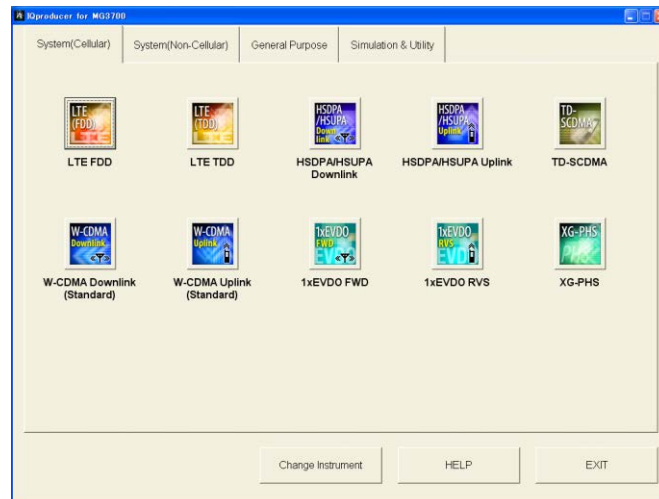 IQproducer for MG3700
System(Cellular)
System(Non-Cellular)
General Purpose
Simulation & Utility
LTE (FDD)
LTE (TDD)
HSDPA /HSUPA Down link
HSDPA /HSUPA Uplink
TD- SCDMA
LTE FDD
LTE TDD
HSDPA/HSUPA Downlink
HSDPA/HSUPA Uplink
TD-SCDMA
W-CDMA Downlink
W-CDMA Uplink
1xEVDO FWD
1xEVDO RVS
XG-PHS
W-CDMA Downlink (Standard)
W-CDMA Uplink (Standard)
1xEVDO FWD
1xEVDO RVS
XG-PHS
Change Instrument
HELP
EXIT